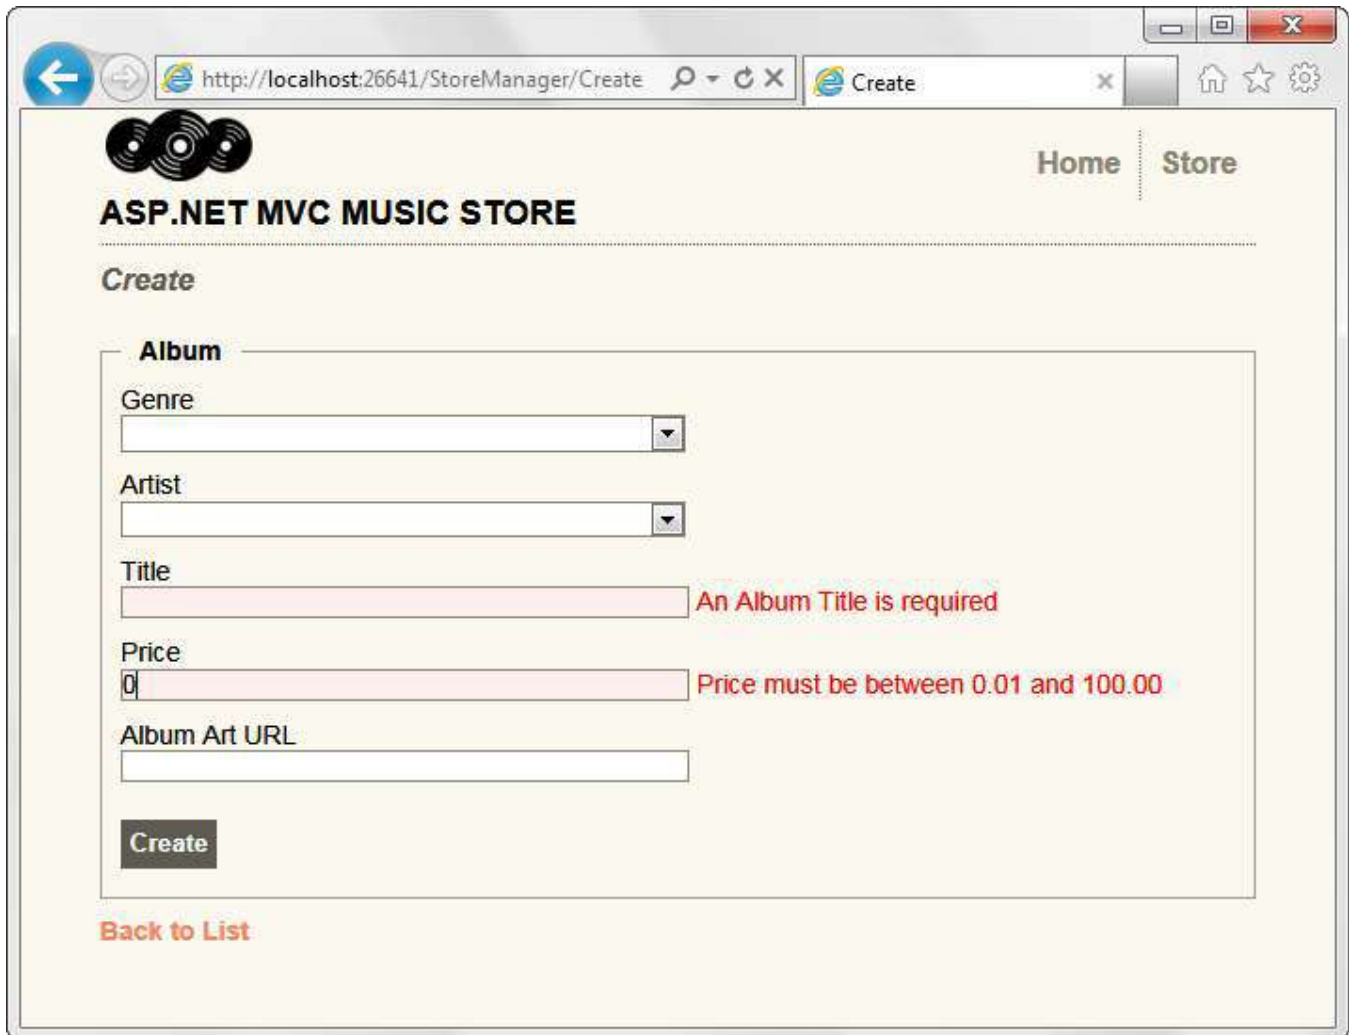 http://localhost:26641/StoreManager/Create
Create
Home
Store
ASP.NET MVC MUSIC STORE
Create
Album
Genre
Artist
Title
An Album Title is required
Price
0
Price must be between 0.01 and 100.00
Album Art URL
Create
Back to List